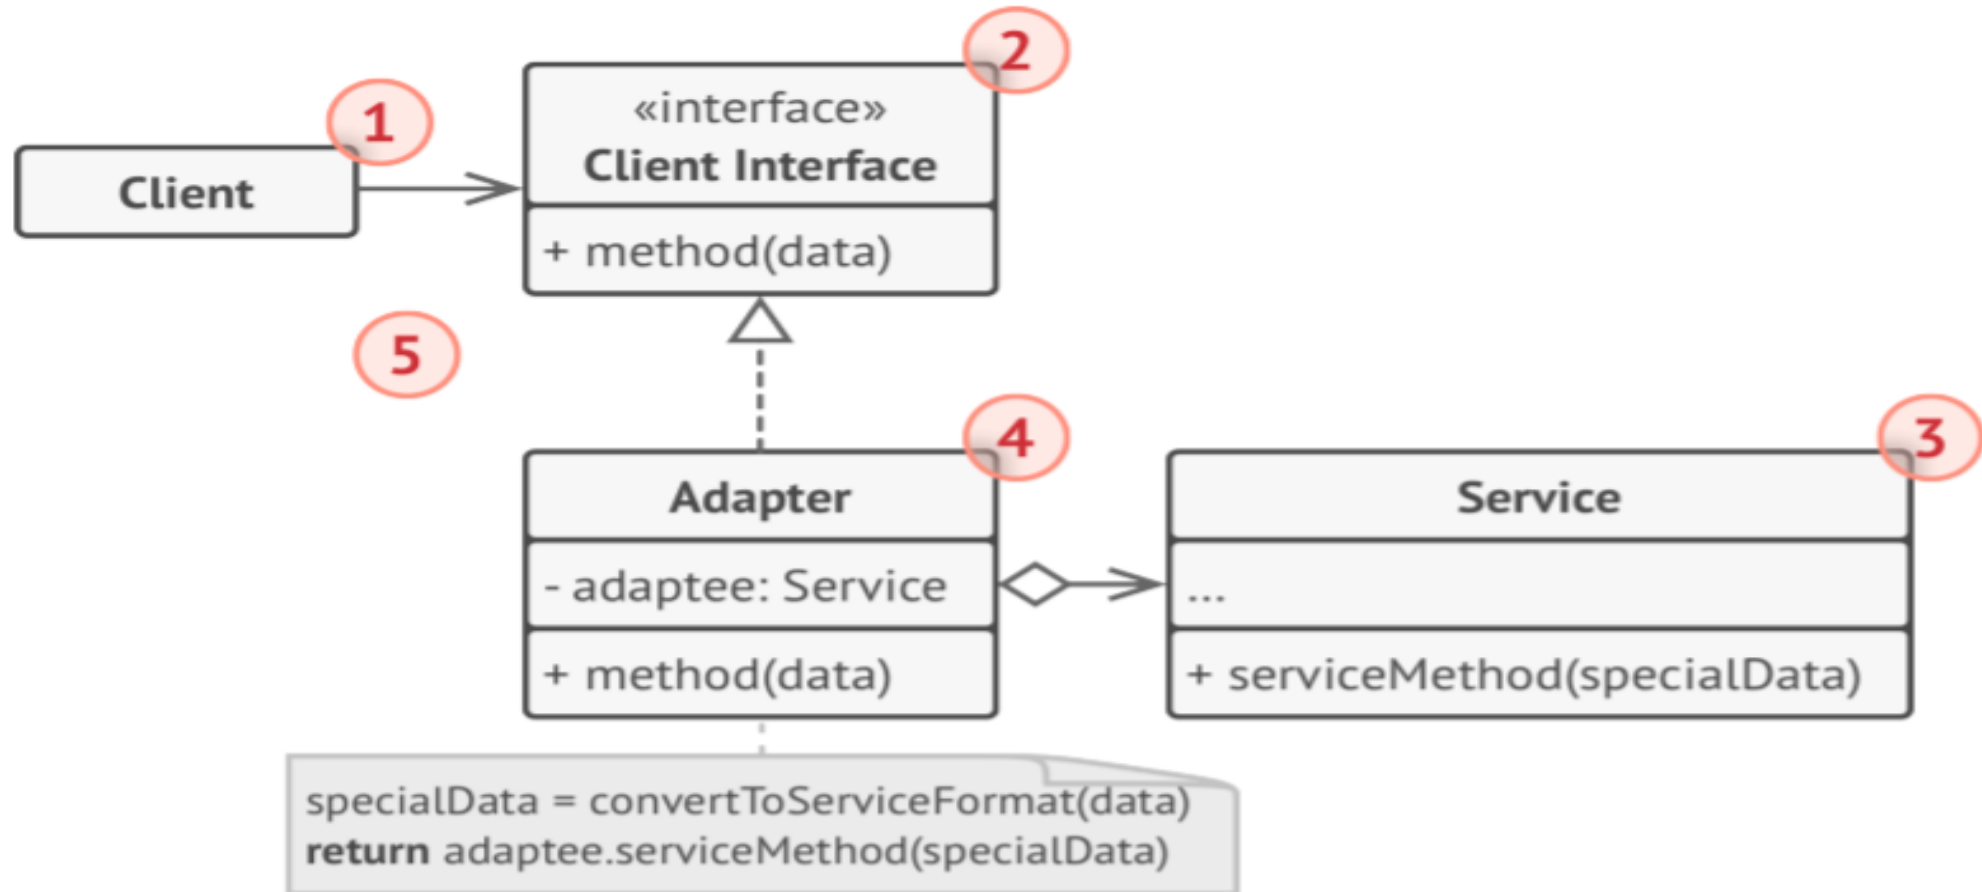 1
Client
2
«interface»
Client Interface
+ method(data)
5
4
Adapter
- adaptee: Service
+ method(data)
3
Service
...
+ serviceMethod(specialData)
specialData = convertToServiceFormat(data)
return adaptee.serviceMethod(specialData)